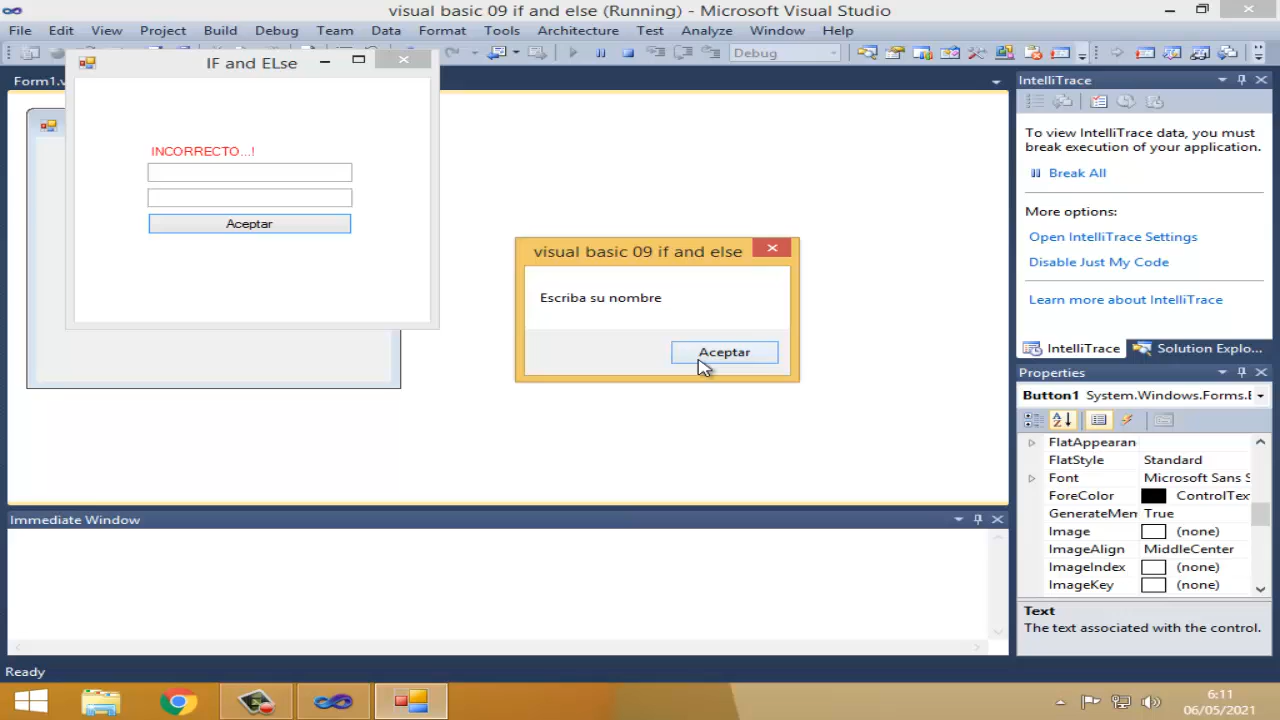 visual basic 09 if and else (Running) - Microsoft Visual Studio
File Edit View Project Build Debug Team Data Format Tools Architecture Test Analyze Window Help
Debug
IF and ELse
Form1.v
INCORRECTO...!
Aceptar
visual basic 09 if and else
Escriba su nombre
Aceptar
IntelliTrace
To view IntelliTrace data, you must
break execution of your application.
Break All
More options:
Open IntelliTrace Settings
Disable Just My Code
Learn more about IntelliTrace
IntelliTrace Solution Explo...
Properties
Button1 System.Windows.Forms.E
FlatAppearan
FlatStyle Standard
Font Microsoft Sans S
ForeColor ControlTex
GenerateMen True
Image (none)
ImageAlign MiddleCenter
ImageIndex (none)
ImageKey (none)
Text
The text associated with the control.
Immediate Window
Ready
6:11
06/05/2021